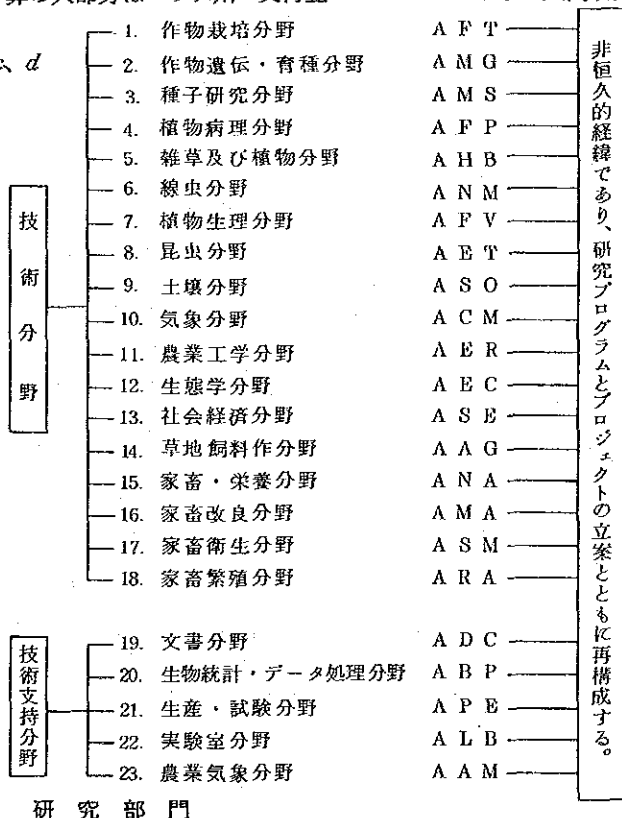 、d
技術分野
1. 作物栽培分野 AFT
2. 作物遺伝・育種分野 AMG
3. 種子研究分野 AMS
4. 植物病理分野 AFP
5. 雑草及び植物分野 AHB
6. 線虫分野 ANM
7. 植物生理分野 AFV
8. 昆虫分野 AET
9. 土壌分野 ASO
10. 気象分野 ACM
11. 農業工学分野 AER
12. 生態学分野 AEC
13. 社会経済分野 ASE
14. 草地飼料作分野 AAG
15. 家畜・栄養分野 ANA
16. 家畜改良分野 AMA
17. 家畜衛生分野 ASM
18. 家畜繁殖分野 ARA
技術支持分野
19. 文書分野 ADC
20. 生物統計・データ処理分野 ABP
21. 生産・試験分野 APE
22. 実験室分野 ALB
23. 農業気象分野 AAM
非恒久的経緯であり、研究プログラムとプロジェクトの立案とともに再構成する。
研究部門